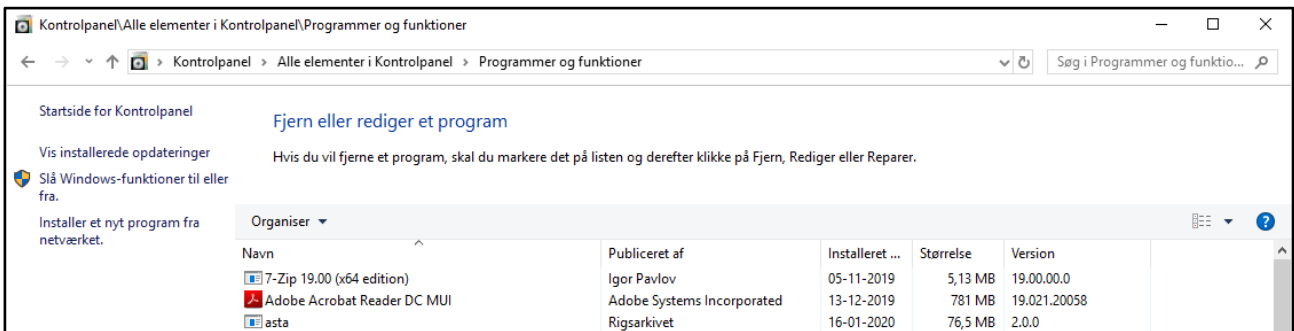 Kontrolpanel\Alle elementer i Kontrolpanel\Programmer og funktioner
Kontrolpanel > Alle elementer i Kontrolpanel > Programmer og funktioner
Søg i Programmer og funktio...
Startside for Kontrolpanel
Vis installerede opdateringer
Slå Windows-funktioner til eller
fra.
Installer et nyt program fra
netværket.
Fjern eller rediger et program
Hvis du vil fjerne et program, skal du markere det på listen og derefter klikke på Fjern, Rediger eller Reparer.
Organiser
Navn Publiceret af Installeret ... Størrelse Version
7-Zip 19.00 (x64 edition) Igor Pavlov 05-11-2019 5,13 MB 19.00.00.0
Adobe Acrobat Reader DC MUI Adobe Systems Incorporated 13-12-2019 781 MB 19.021.20058
asta Rigsarkivet 16-01-2020 76,5 MB 2.0.0